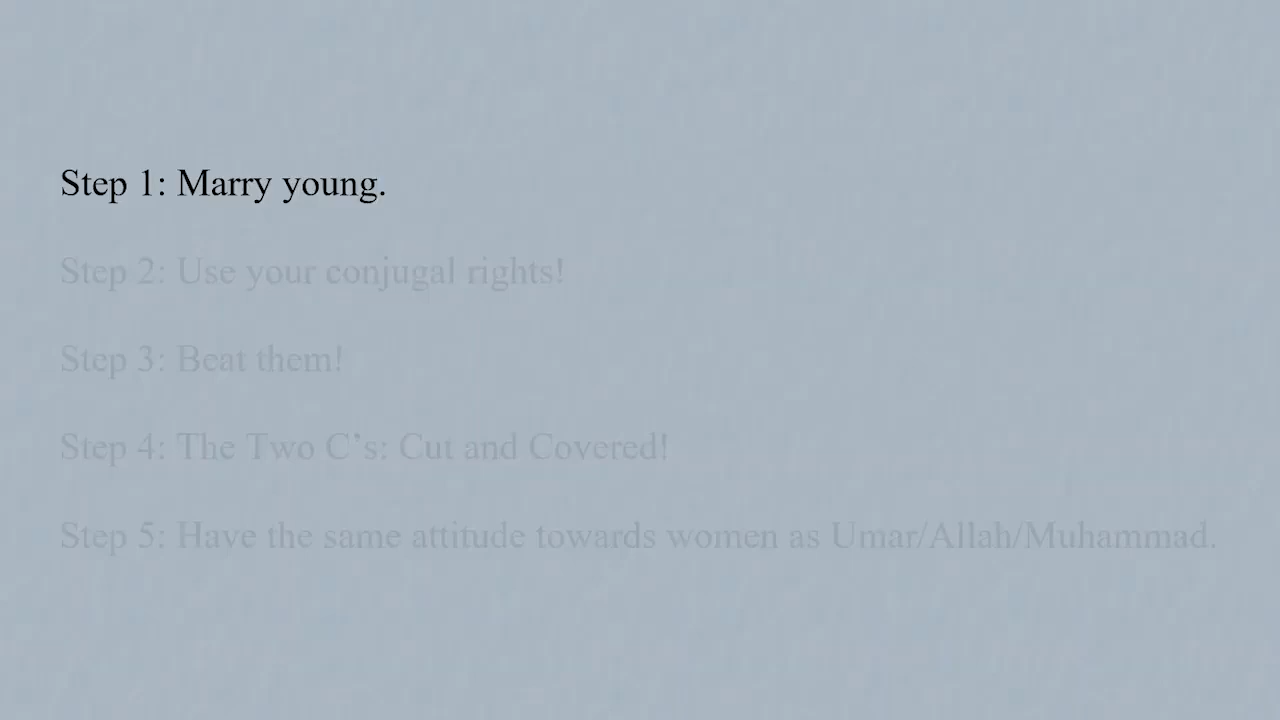 Step 1: Marry young.
Step 2: Use your conjugal rights!
Step 3: Beat them!
Step 4: The Two C’s: Cut and Covered!
Step 5: Have the same attitude towards women as Umar/Allah/Muhammad.